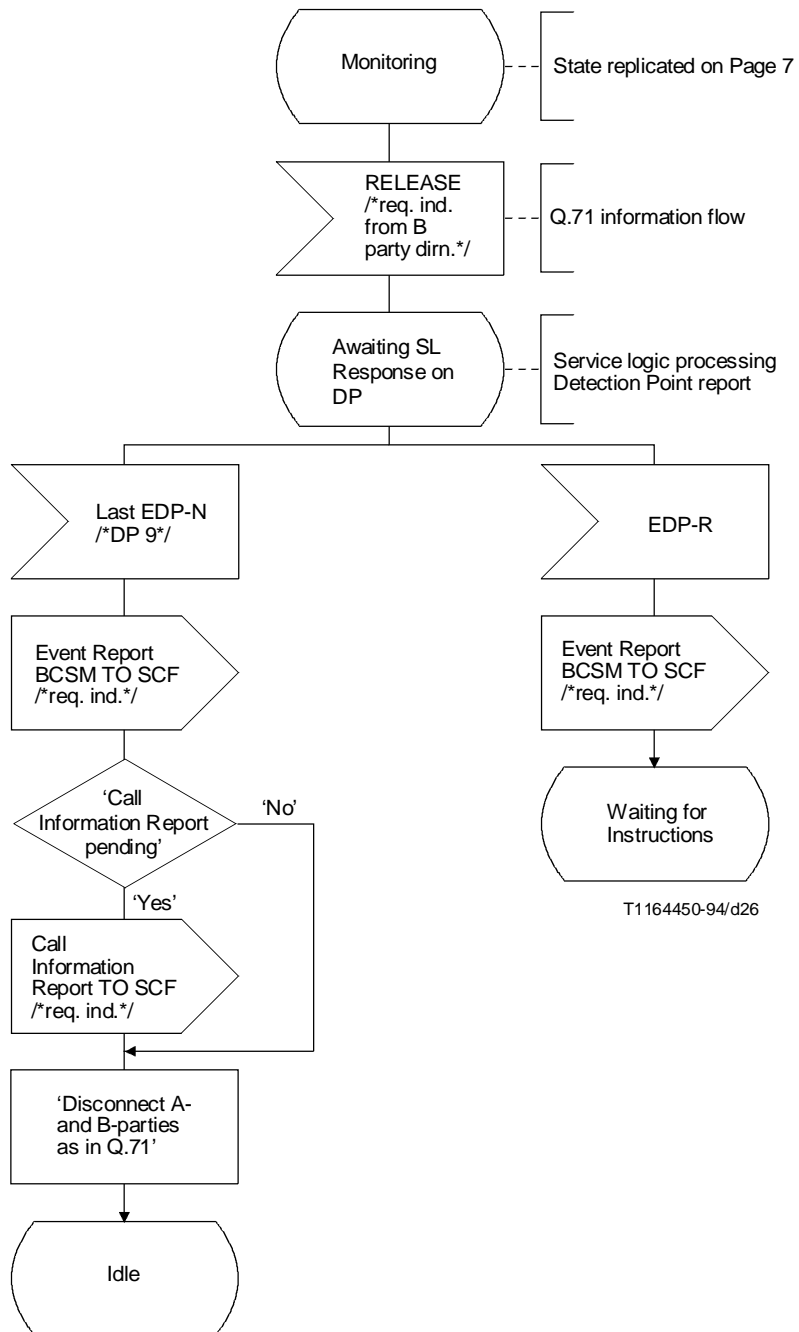 Monitoring
State replicated on Page 7
RELEASE
/*req. ind.
from B
party dirn.*/
Q.71 information flow
Awaiting SL
Response on
DP
Service logic processing
Detection Point report
Last EDP-N
/*DP 9*/
EDP-R
Event Report
BCSM TO SCF
/*req. ind.*/
Event Report
BCSM TO SCF
/*req. ind.*/
‘Call
Information Report
pending’
‘No’
‘Yes’
Waiting for
Instructions
T1164450-94/d26
Call
Information
Report TO SCF
/*req. ind.*/
‘Disconnect A-
and B-parties
as in Q.71’
Idle